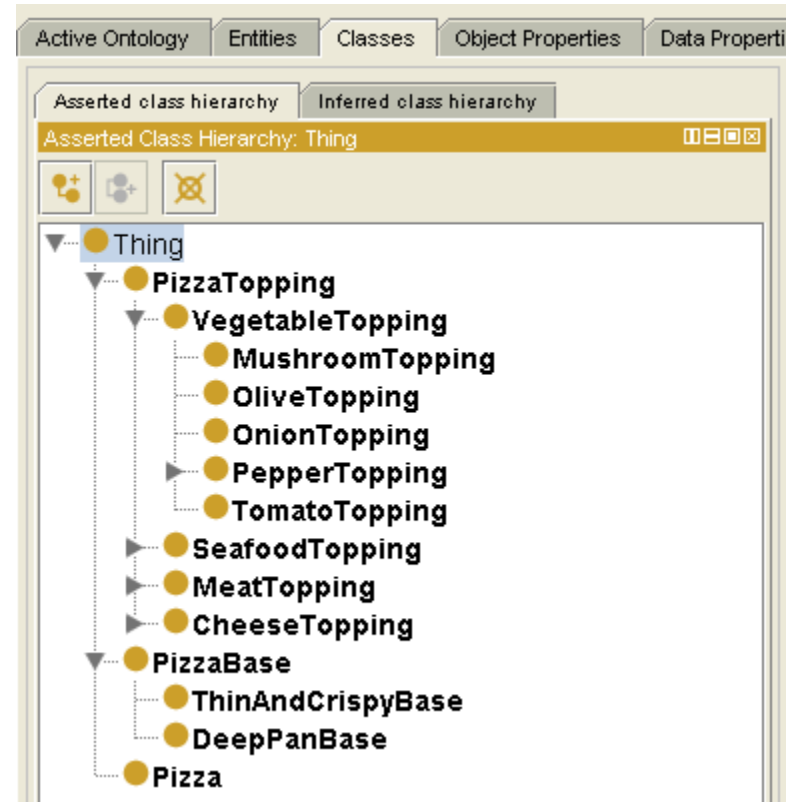 Active Ontology Entities Classes Object Properties Data Properti
Asserted class hierarchy Inferred class hierarchy
Asserted Class Hierarchy: Thing
Thing
PizzaTopping
VegetableTopping
MushroomTopping
OliveTopping
OnionTopping
PepperTopping
TomatoTopping
SeafoodTopping
MeatTopping
CheeseTopping
PizzaBase
ThinAndCrispyBase
DeepPanBase
Pizza